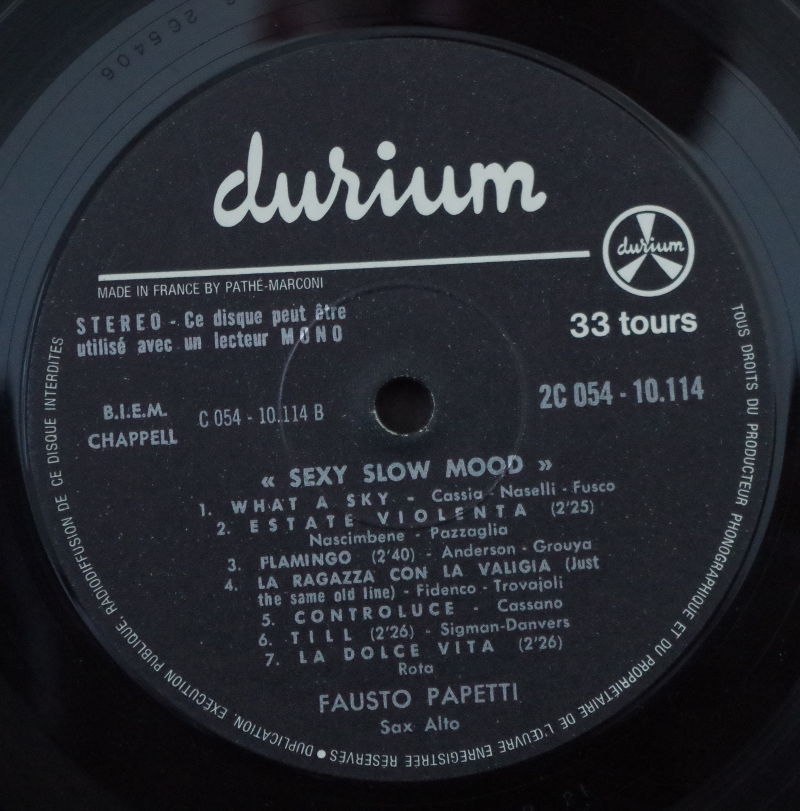 durium
durium
MADE IN FRANCE BY PATHÉ-MARCONI
STEREO - Ce disque peut être
utilisé avec un lecteur MONO
33 tours
B.I.E.M.
CHAPPELL
C 054 - 10.114 B
2C 054 - 10.114
« SEXY SLOW MOOD »
1. WHAT A SKY - Cassia - Naselli - Fusco
2. ESTATE VIOLENTA (2'25)
Nascimbene - Pazzaglia
3. FLAMINGO (2'40) - Anderson - Grouya
4. LA RAGAZZA CON LA VALIGIA (Just
the same old line) - Fidenco - Trovajoli
5. CONTROLUCE - Cassano
6. TILL (2'26) - Sigman-Danvers
7. LA DOLCE VITA (2'26)
Rota
FAUSTO PAPETTI
Sax Alto
TOUS DROITS DU PRODUCTEUR PHONOGRAPHIQUE ET DU PROPRIETAIRE DE L'ŒUVRE ENREGISTREE RESERVES • DUPLICATION, EXECUTION PUBLIQUE, RADIODIFFUSION DE CE DISQUE INTERDITES